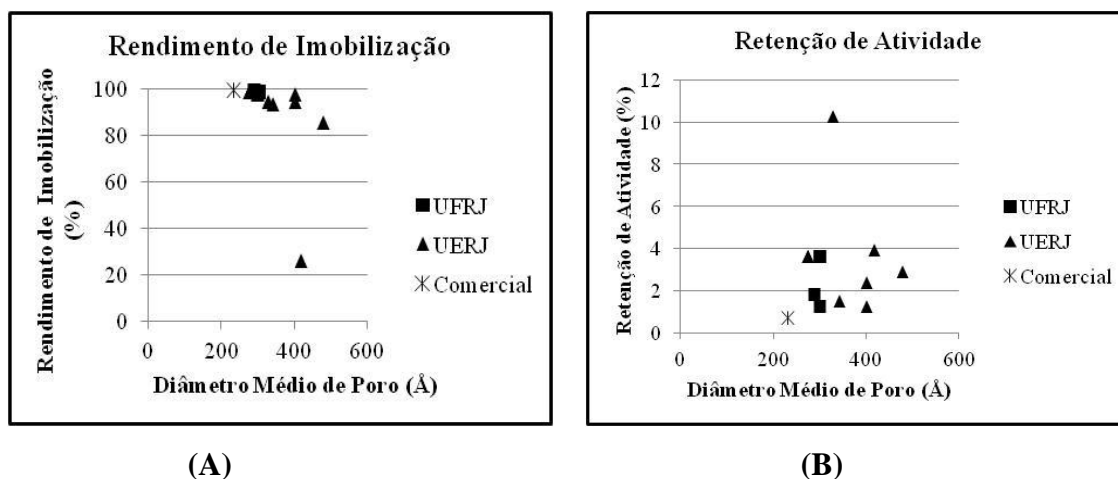 Rendimento de Imobilização
Rendimento de Imobilização
(%)
100
80
60
40
20
0
0 200 400 600
Diâmetro Médio de Poro (Å)
UFRJ
UERJ
Comercial
(A)
Retenção de Atividade
Retenção de Atividade (%)
12
10
8
6
4
2
0
0 200 400 600
Diâmetro Médio de Poro (Å)
UFRJ
UERJ
Comercial
(B)